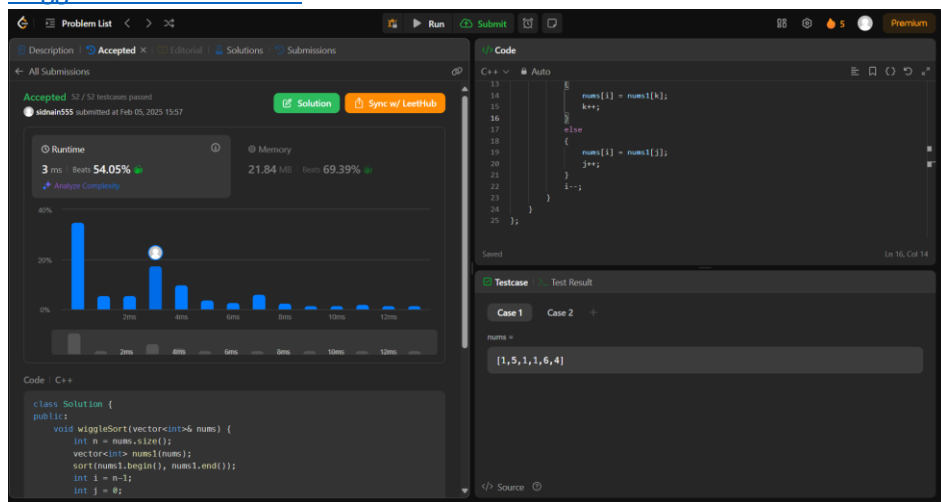 Problem List
Run
Submit
5
Premium
Description
Accepted
Editorial
Solutions
Submissions
All Submissions
Accepted 52 / 52 testcases passed
sidnain555 submitted at Feb 05, 2025 15:57
Solution
Sync w/ LeetHub
Runtime
3 ms Beats 54.05%
Analyze Complexity
Memory
21.84 MB Beats 69.39%
40%
20%
0%
2ms 4ms 6ms 8ms 10ms 12ms
2ms 4ms 6ms 8ms 10ms 12ms
Code C++
class Solution {
public:
void wiggleSort(vector<int>& nums) {
int n = nums.size();
vector<int> nums1(nums);
sort(nums1.begin(), nums1.end());
int i = n-1;
int j = 0;
</> Code
C++ Auto
13 {
14 nums[i] = nums1[k];
15 k++;
16 }
17 else
18 {
19 nums[i] = nums1[j];
20 j++;
21 }
22 i--;
23 }
24 }
25 };
Saved
Ln 16, Col 14
Testcase
Test Result
Case 1 Case 2 +
nums =
[1,5,1,1,6,4]
</> Source